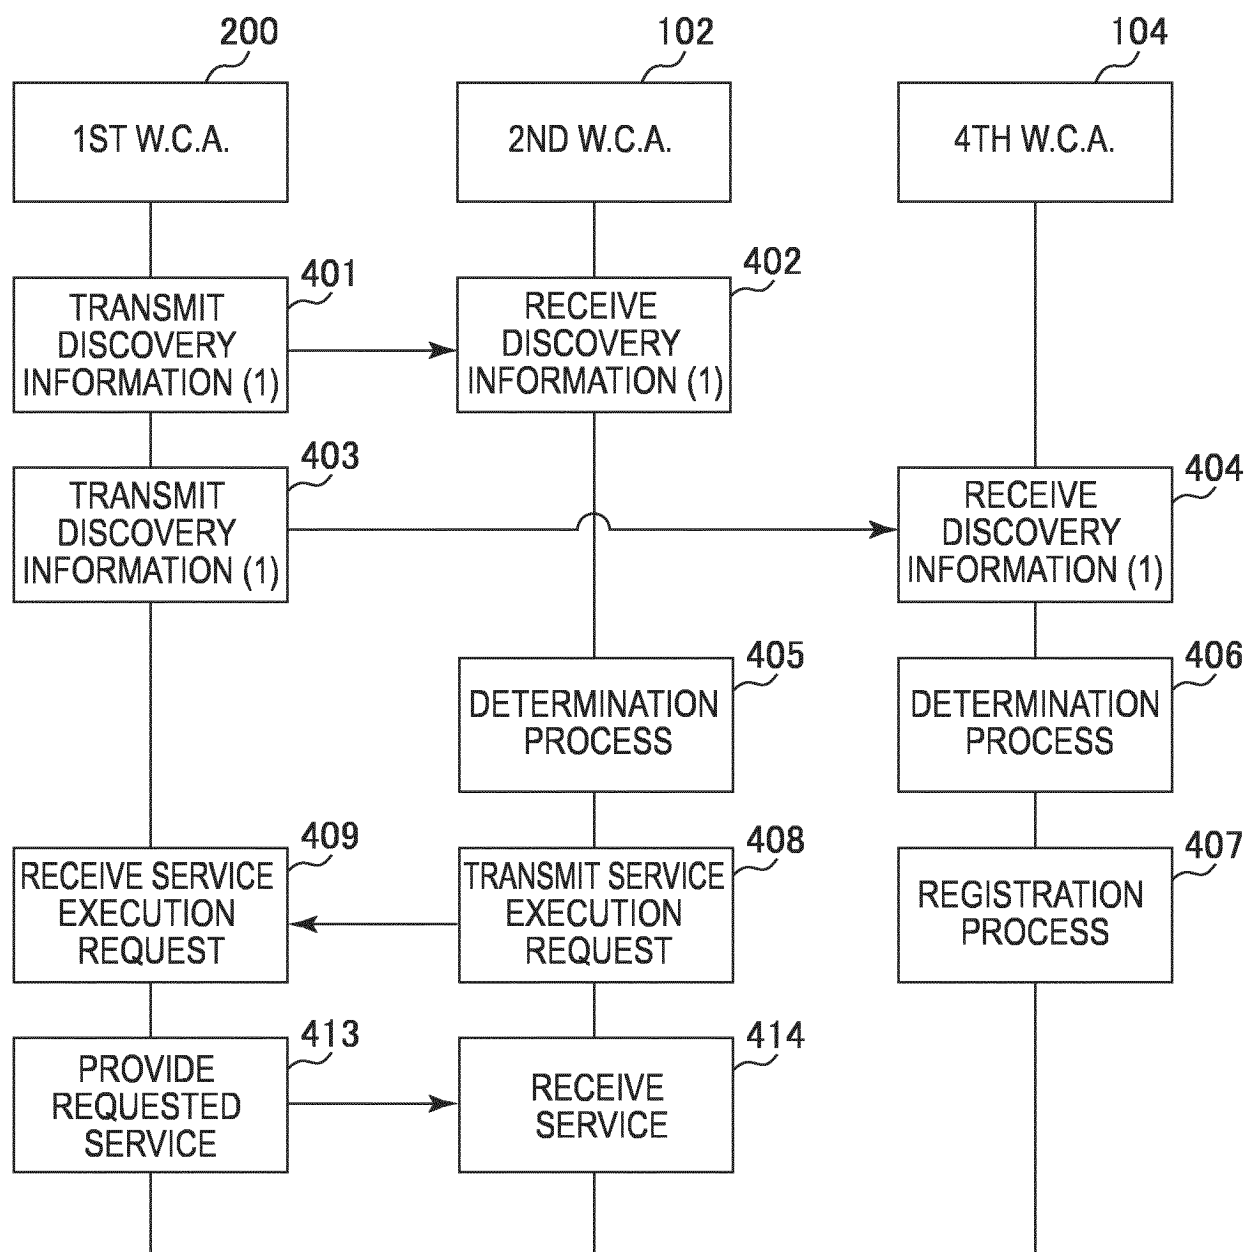 200
102
104
1ST W.C.A.
2ND W.C.A.
4TH W.C.A.
401
TRANSMIT
DISCOVERY
INFORMATION (1)
402
RECEIVE
DISCOVERY
INFORMATION (1)
403
TRANSMIT
DISCOVERY
INFORMATION (1)
404
RECEIVE
DISCOVERY
INFORMATION (1)
405
DETERMINATION
PROCESS
406
DETERMINATION
PROCESS
409
RECEIVE SERVICE
EXECUTION
REQUEST
408
TRANSMIT SERVICE
EXECUTION
REQUEST
407
REGISTRATION
PROCESS
413
PROVIDE
REQUESTED
SERVICE
414
RECEIVE
SERVICE